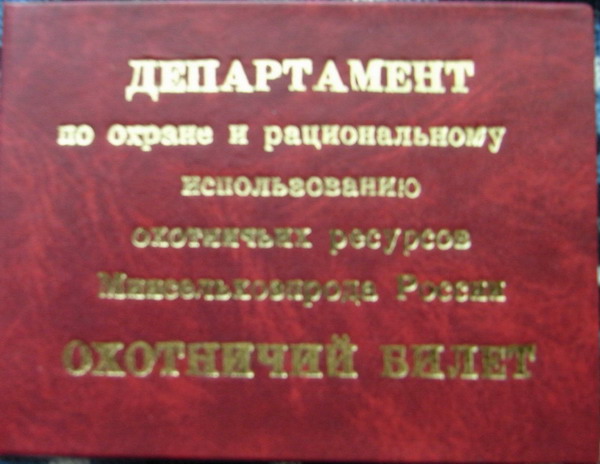 ДЕПАРТАМЕНТ
по охране и рациональному
использованию
охотничьих ресурсов
Минсельхозпрода России
ОХОТНИЧИЙ БИЛЕТ